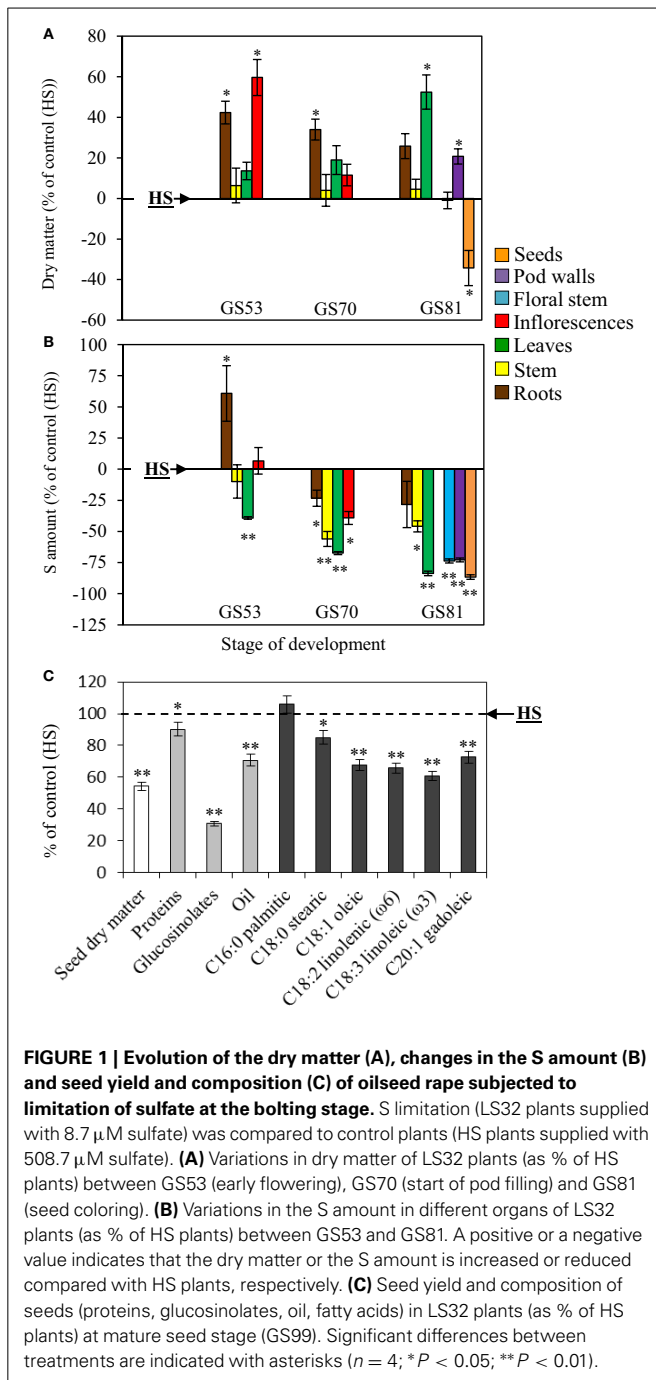 A
80
60
40
20
0
-20
-40
-60
Dry matter (% of control (HS))
HS
* * * * * *
GS53 GS70 GS81
Seeds
Pod walls
Floral stem
Inflorescences
Leaves
Stem
Roots
B
100
75
50
25
0
-25
-50
-75
-100
-125
S amount (% of control (HS))
HS
* ** * ** ** * * ** ** ** **
GS53 GS70 GS81
Stage of development
C
120
100
80
60
40
20
0
% of control (HS)
HS
** * ** ** * ** ** ** **
Seed dry matter
Proteins
Glucosinolates
Oil
C16:0 palmitic
C18:0 stearic
C18:1 oleic
C18:2 linolenic (ω6)
C18:3 linoleic (ω3)
C20:1 gadoleic
FIGURE 1 | Evolution of the dry matter (A), changes in the S amount (B)
and seed yield and composition (C) of oilseed rape subjected to
limitation of sulfate at the bolting stage. S limitation (LS32 plants supplied
with 8.7 μM sulfate) was compared to control plants (HS plants supplied with
508.7 μM sulfate). (A) Variations in dry matter of LS32 plants (as % of HS
plants) between GS53 (early flowering), GS70 (start of pod filling) and GS81
(seed coloring). (B) Variations in the S amount in different organs of LS32
plants (as % of HS plants) between GS53 and GS81. A positive or a negative
value indicates that the dry matter or the S amount is increased or reduced
compared with HS plants, respectively. (C) Seed yield and composition of
seeds (proteins, glucosinolates, oil, fatty acids) in LS32 plants (as % of HS
plants) at mature seed stage (GS99). Significant differences between
treatments are indicated with asterisks (n = 4; *P < 0.05; **P < 0.01).